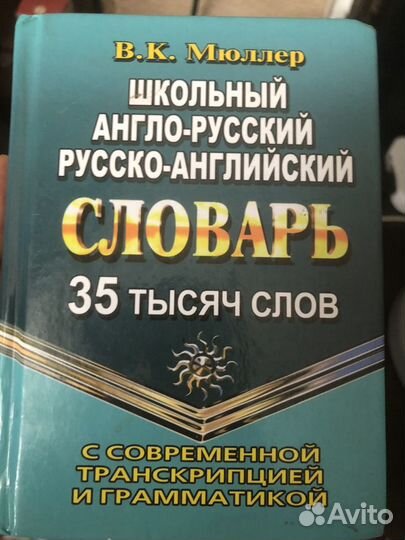 В.К. Мюллер
ШКОЛЬНЫЙ
АНГЛО-РУССКИЙ
РУССКО-АНГЛИЙСКИЙ
СЛОВАРЬ
35 ТЫСЯЧ СЛОВ
С СОВРЕМЕННОЙ
ТРАНСКРИПЦИЕЙ
И ГРАММАТИКОЙ
Avito